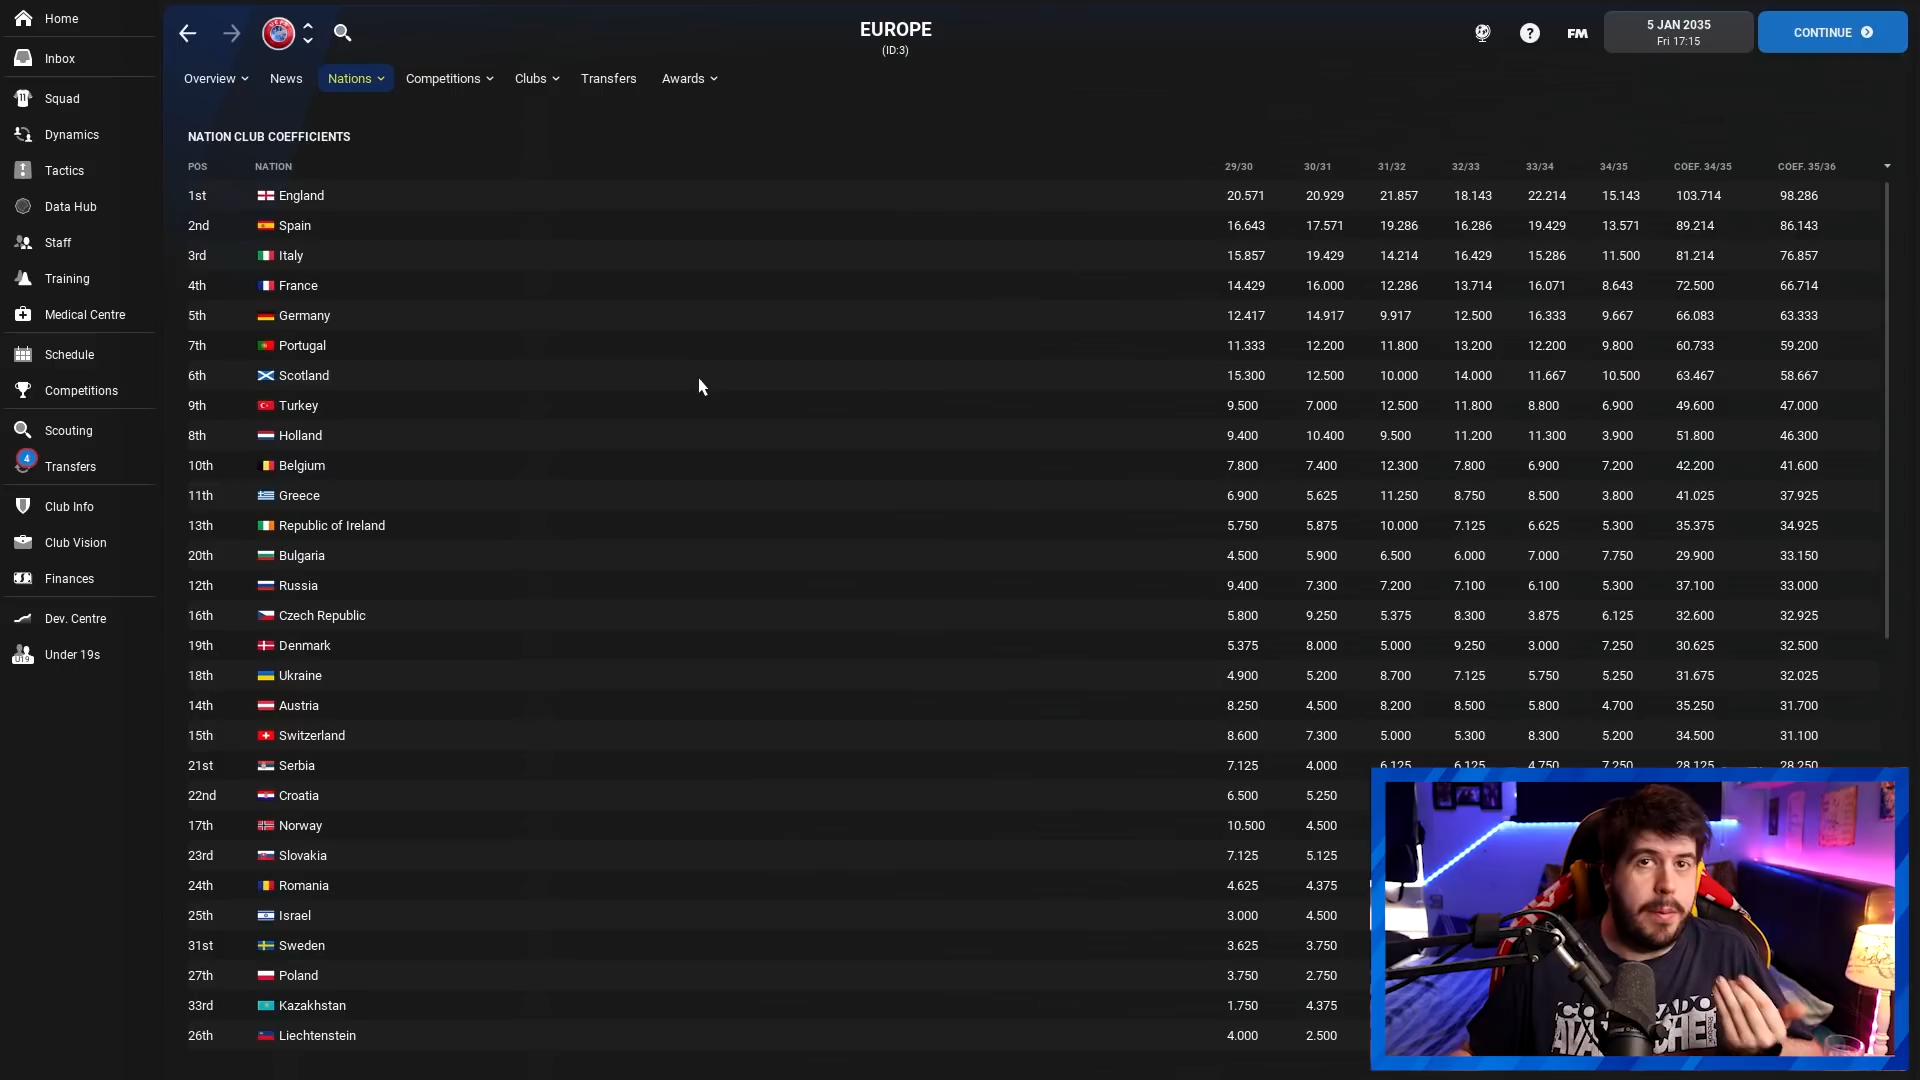 Home
Inbox
Squad
Dynamics
Tactics
Data Hub
Staff
Training
Medical Centre
Schedule
Competitions
Scouting
4
Transfers
Club Info
Club Vision
Finances
Dev. Centre
U19
Under 19s
EUROPE
(ID:3)
?
FM
5 JAN 2035
Fri 17:15
CONTINUE
Overview News Nations Competitions Clubs Transfers Awards
NATION CLUB COEFFICIENTS
POS NATION 29/30 30/31 31/32 32/33 33/34 34/35 COEF. 34/35 COEF. 35/36
1st England 20.571 20.929 21.857 18.143 22.214 15.143 103.714 98.286
2nd Spain 16.643 17.571 19.286 16.286 19.429 13.571 89.214 86.143
3rd Italy 15.857 19.429 14.214 16.429 15.286 11.500 81.214 76.857
4th France 14.429 16.000 12.286 13.714 16.071 8.643 72.500 66.714
5th Germany 12.417 14.917 9.917 12.500 16.333 9.667 66.083 63.333
7th Portugal 11.333 12.200 11.800 13.200 12.200 9.800 60.733 59.200
6th Scotland 15.300 12.500 10.000 14.000 11.667 10.500 63.467 58.667
9th Turkey 9.500 7.000 12.500 11.800 8.800 6.900 49.600 47.000
8th Holland 9.400 10.400 9.500 11.200 11.300 3.900 51.800 46.300
10th Belgium 7.800 7.400 12.300 7.800 6.900 7.200 42.200 41.600
11th Greece 6.900 5.625 11.250 8.750 8.500 3.800 41.025 37.925
13th Republic of Ireland 5.750 5.875 10.000 7.125 6.625 5.300 35.375 34.925
20th Bulgaria 4.500 5.900 6.500 6.000 7.000 7.750 29.900 33.150
12th Russia 9.400 7.300 7.200 7.100 6.100 5.300 37.100 33.000
16th Czech Republic 5.800 9.250 5.375 8.300 3.875 6.125 32.600 32.925
19th Denmark 5.375 8.000 5.000 9.250 3.000 7.250 30.625 32.500
18th Ukraine 4.900 5.200 8.700 7.125 5.750 5.250 31.675 32.025
14th Austria 8.250 4.500 8.200 8.500 5.800 4.700 35.250 31.700
15th Switzerland 8.600 7.300 5.000 5.300 8.300 5.200 34.500 31.100
21st Serbia 7.125 4.000 6.125 6.125 4.750 7.250 28.125 28.250
22nd Croatia 6.500 5.250
17th Norway 10.500 4.500
23rd Slovakia 7.125 5.125
24th Romania 4.625 4.375
25th Israel 3.000 4.500
31st Sweden 3.625 3.750
27th Poland 3.750 2.750
33rd Kazakhstan 1.750 4.375
26th Liechtenstein 4.000 2.500